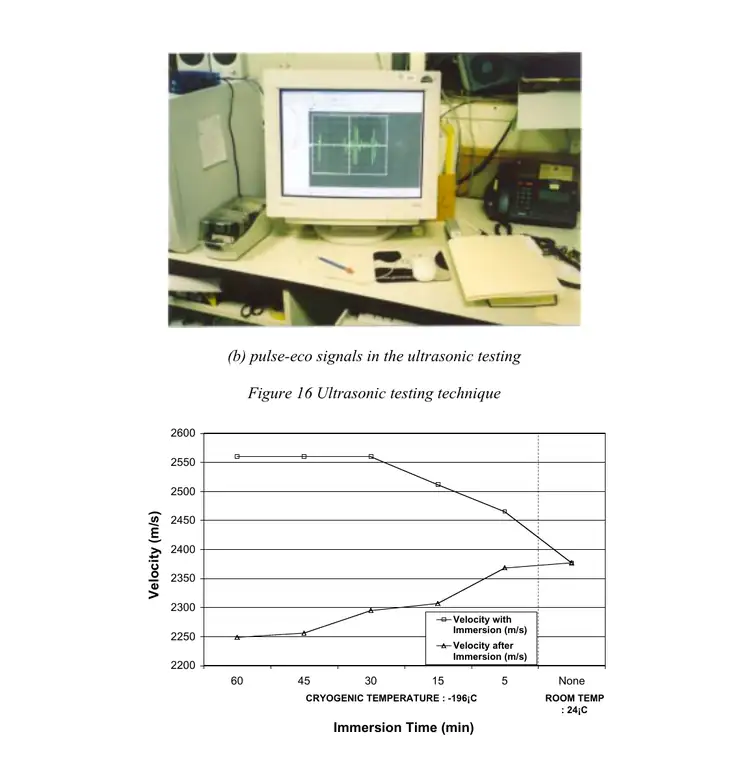 (b) pulse-eco signals in the ultrasonic testing
Figure 16 Ultrasonic testing technique
2600
2550
2500
2450
2400
2350
2300
2250
2200
Velocity (m/s)
Velocity with
Immersion (m/s)
Velocity after
Immersion (m/s)
60 45 30 15 5 None
CRYOGENIC TEMPERATURE : -196¡C ROOM TEMP
: 24¡C
Immersion Time (min)